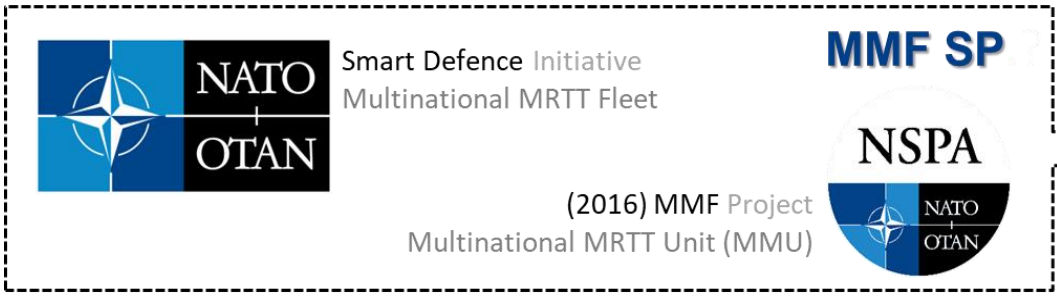 NATO
OTAN
Smart Defence Initiative
Multinational MRTT Fleet
MMF SP
NSPA
NATO
OTAN
(2016) MMF Project
Multinational MRTT Unit (MMU)